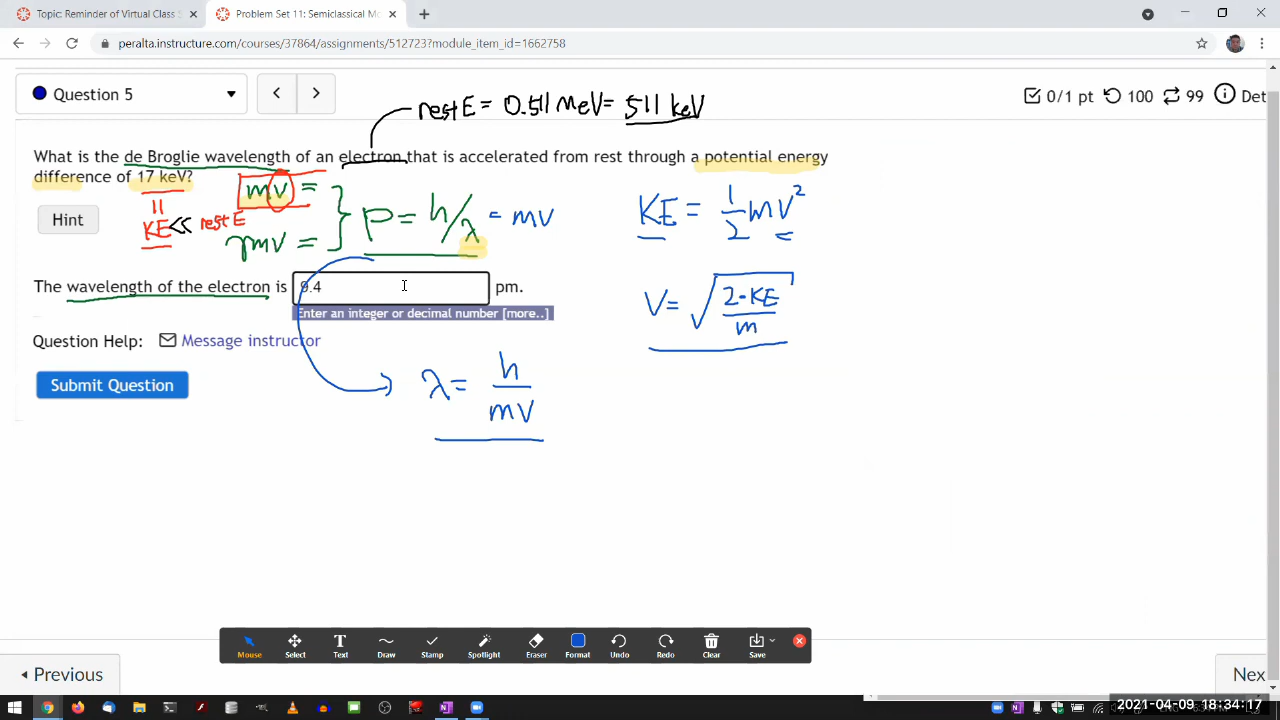 Topic: Reminder of Virtual Class S
Problem Set 11: Semiclassical Mo
peralta.instructure.com/courses/37864/assignments/512723?module_item_id=1662758
Question 5
0/1 pt 100 99 Det
rest E = 0.511 MeV = 511 keV
What is the de Broglie wavelength of an electron that is accelerated from rest through a potential energy
difference of 17 keV?
Hint
KE << rest E
mv =
γmv =
p = h/λ = mv
KE = 1/2 mv²
The wavelength of the electron is 9.4 pm.
Enter an integer or decimal number [more..]
v = √(2·KE/m)
Question Help: Message instructor
Submit Question
λ = h/mv
Mouse Select Text Draw Stamp Spotlight Eraser Format Undo Redo Clear Save
Previous
Nex
2021-04-09 18:34:17